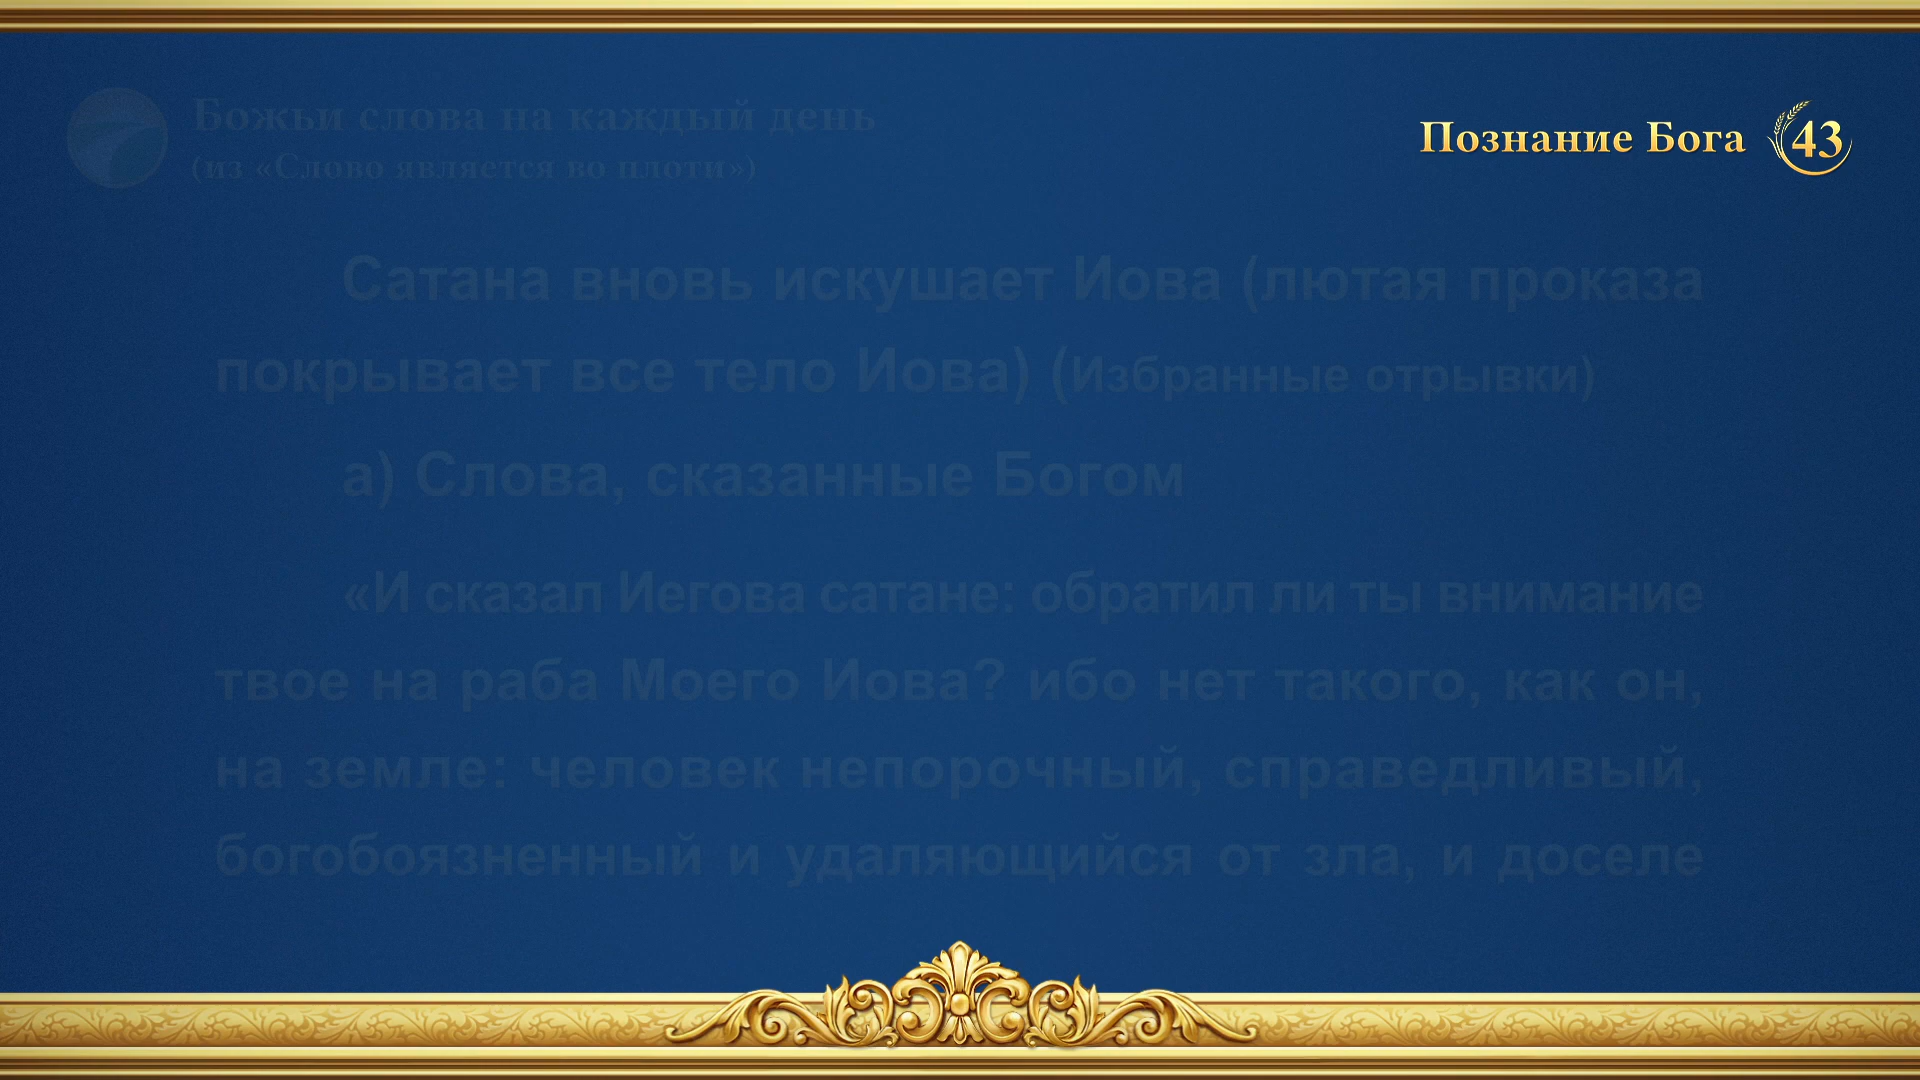 Божьи слова на каждый день
(из «Слово является во плоти»)
Познание Бога 43
Сатана вновь искушает Иова (лютая проказа
покрывает все тело Иова) (Избранные отрывки)
а) Слова, сказанные Богом
«И сказал Иегова сатане: обратил ли ты внимание
твое на раба Моего Иова? ибо нет такого, как он,
на земле: человек непорочный, справедливый,
богобоязненный и удаляющийся от зла, и доселе